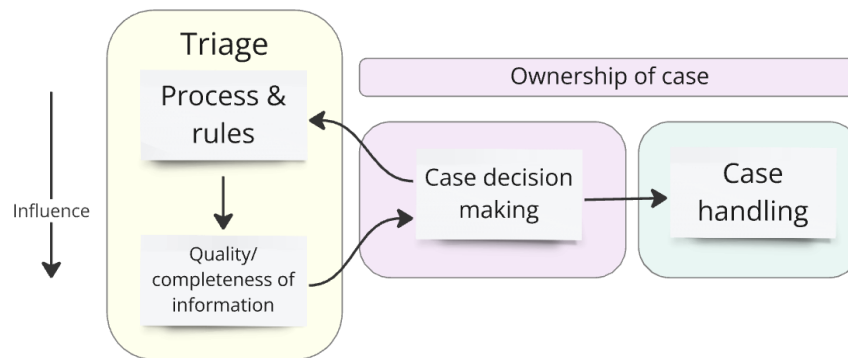 Triage
Process &
rules
Influence
Quality/
completeness of
information
Ownership of case
Case decision
making
Case
handling